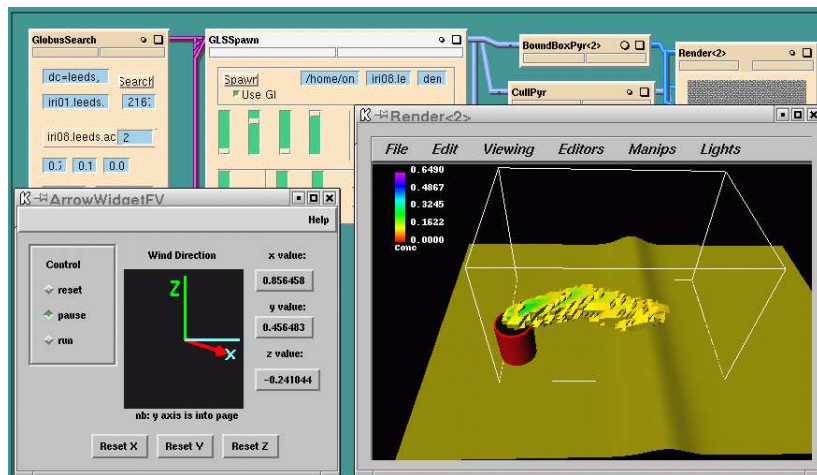 GlobusSearch
dc=leeds,
Search
iri01.leeds.
iri08.leeds.ac
2
0.1
0.0
GLSSpawn
Spawn
/home/on
iri08.le
den
Use Gl
BoundBoxPyr<2>
CullPyr
Render<2>
Render<2>
File Edit Viewing Editors Manips Lights
0.6490
0.4867
0.3245
0.1622
0.0000
Conc
ArrowWidgetFV
Help
Control
reset
pause
run
Wind Direction
Z
X
nb: y axis is into page
x value:
0.856458
y value:
0.456483
z value:
-0.241044
Reset X Reset Y Reset Z